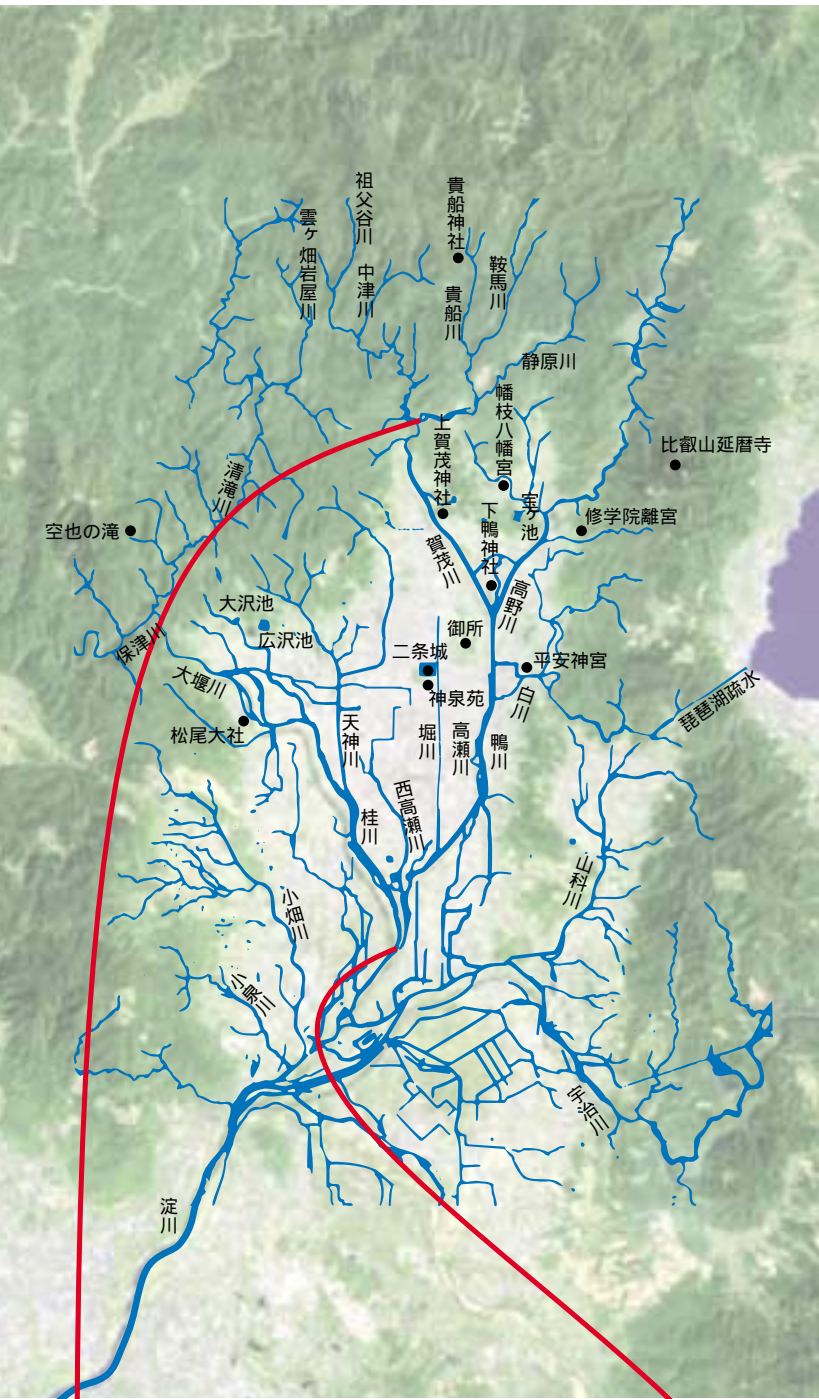 祖父谷川
貴船神社
雲ヶ畑岩屋川
中津川
貴船川
鞍馬川
静原川
幡枝八幡宮
上賀茂神社
比叡山延暦寺
清滝川
宝ヶ池
下鴨神社
修学院離宮
空也の滝
賀茂川
高野川
大沢池
広沢池
御所
保津川
二条城
平安神宮
大堰川
神泉苑
白川
琵琶湖疏水
松尾大社
天神川
堀川
高瀬川
鴨川
西高瀬川
桂川
山科川
小畑川
小泉川
宇治川
淀川